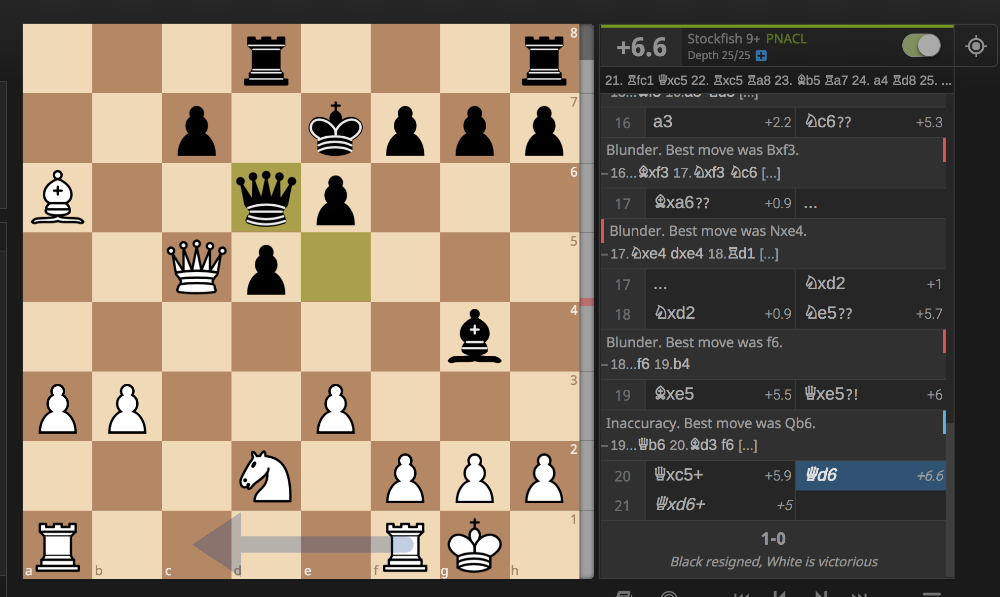 8
7
6
5
4
3
2
1
a b c d e f g h
+6.6
Stockfish 9+ PNACL
Depth 25/25
21. ♖fc1 ♕xc5 22. ♖xc5 ♖a8 23. ♗b5 ♖a7 24. a4 ♖d8 25. ...
16 a3 +2.2 ♘c6?? +5.3
Blunder. Best move was Bxf3.
16...♗xf3 17.♘xf3 ♘c6 [...]
17 ♗xa6?? +0.9 ...
Blunder. Best move was Nxe4.
17.♘xe4 dxe4 18.♖d1 [...]
17 ... ♘xd2 +1
18 ♘xd2 +0.9 ♘e5?? +5.7
Blunder. Best move was f6.
18...f6 19.b4
19 ♗xe5 +5.5 ♕xe5?! +6
Inaccuracy. Best move was Qb6.
19...♕b6 20.♗d3 f6 [...]
20 ♕xc5+ +5.9 ♕d6 +6.6
21 ♕xd6+ +5
1-0
Black resigned, White is victorious